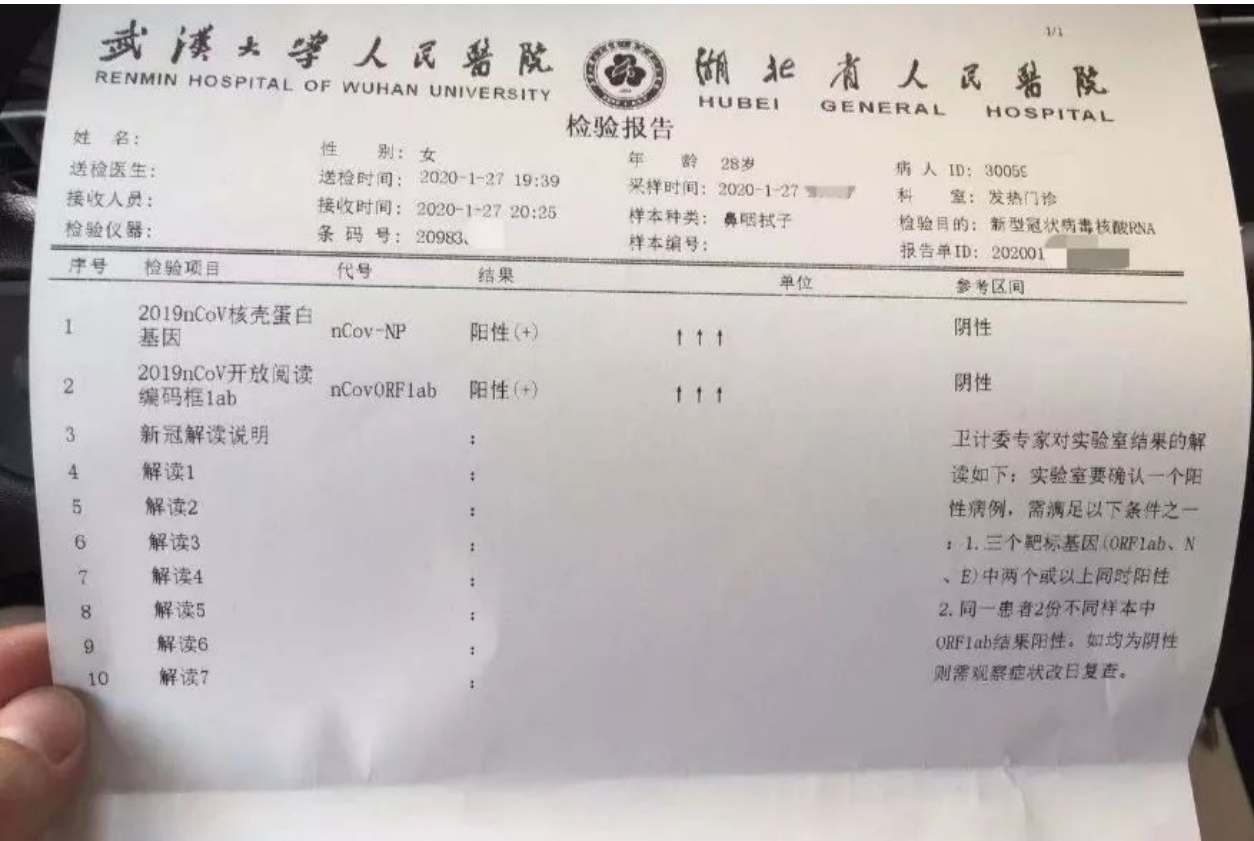 1/1
武漢大學人民醫院 湖北省人民醫院
RENMIN HOSPITAL OF WUHAN UNIVERSITY HUBEI GENERAL HOSPITAL
检验报告
姓 名: 性 别: 女 年 龄 28岁 病 人 ID: 30059
送检医生: 送检时间: 2020-1-27 19:39 采样时间: 2020-1-27 科 室: 发热门诊
接收人员: 接收时间: 2020-1-27 20:25 样本种类: 鼻咽拭子 检验目的: 新型冠状病毒核酸RNA
检验仪器: 条 码 号: 20983 样本编号: 报告单ID: 202001
序号 检验项目 代号 结果 单位 参考区间
1 2019nCoV核壳蛋白 nCov-NP 阳性(+) ↑↑↑ 阴性
基因
2 2019nCoV开放阅读 nCovORF1ab 阳性(+) ↑↑↑ 阴性
编码框1ab
3 新冠解读说明 : 卫计委专家对实验室结果的解
4 解读1 : 读如下: 实验室要确认一个阳
5 解读2 : 性病例, 需满足以下条件之一
6 解读3 : : 1.三个靶标基因(ORF1ab、N
7 解读4 : 、E)中两个或以上同时阳性
8 解读5 : 2.同一患者2份不同样本中
9 解读6 : ORF1ab结果阳性。如均为阴性
10 解读7 : 则需观察症状改日复查。